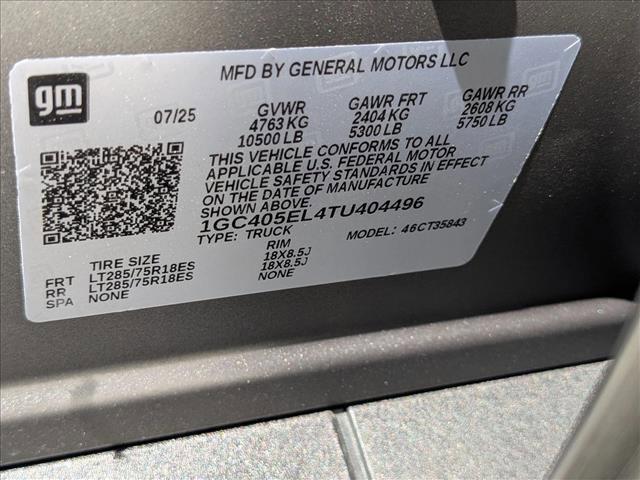 gm
MFD BY GENERAL MOTORS LLC
07/25 GVWR GAWR FRT GAWR RR
4763 KG 2404 KG 2608 KG
10500 LB 5300 LB 5750 LB
THIS VEHICLE CONFORMS TO ALL
APPLICABLE U.S. FEDERAL MOTOR
VEHICLE SAFETY STANDARDS IN EFFECT
ON THE DATE OF MANUFACTURE
SHOWN ABOVE.
1GC405EL4TU404496
TYPE: TRUCK MODEL: 46CT35843
TIRE SIZE RIM
FRT LT285/75R18ES 18X8.5J
RR LT285/75R18ES 18X8.5J
SPA NONE NONE